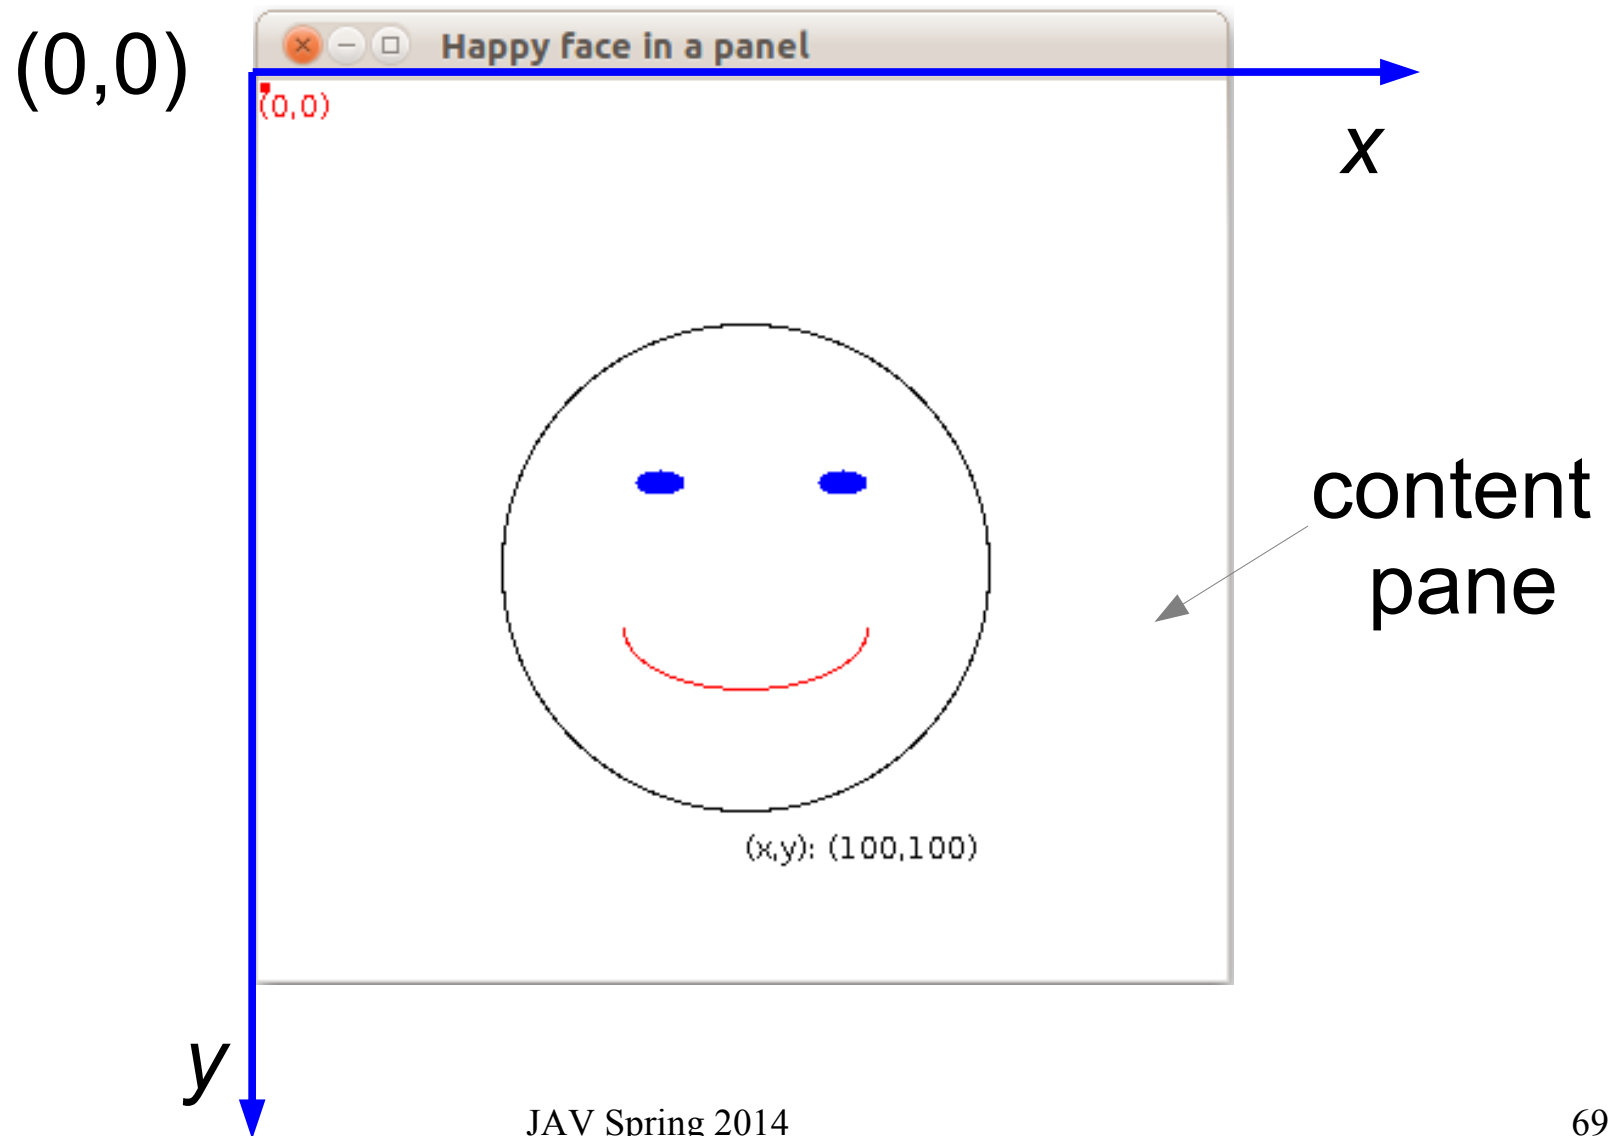 (0,0)
Happy face in a panel
(0,0)
x
content
pane
(x,y): (100,100)
y
JAV Spring 2014
69